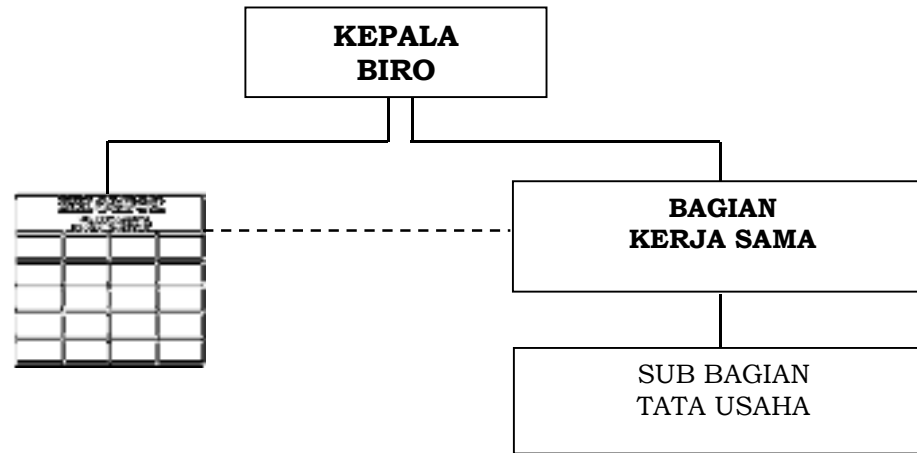 KEPALA
BIRO
BAGIAN
KERJA SAMA
SUB BAGIAN
TATA USAHA